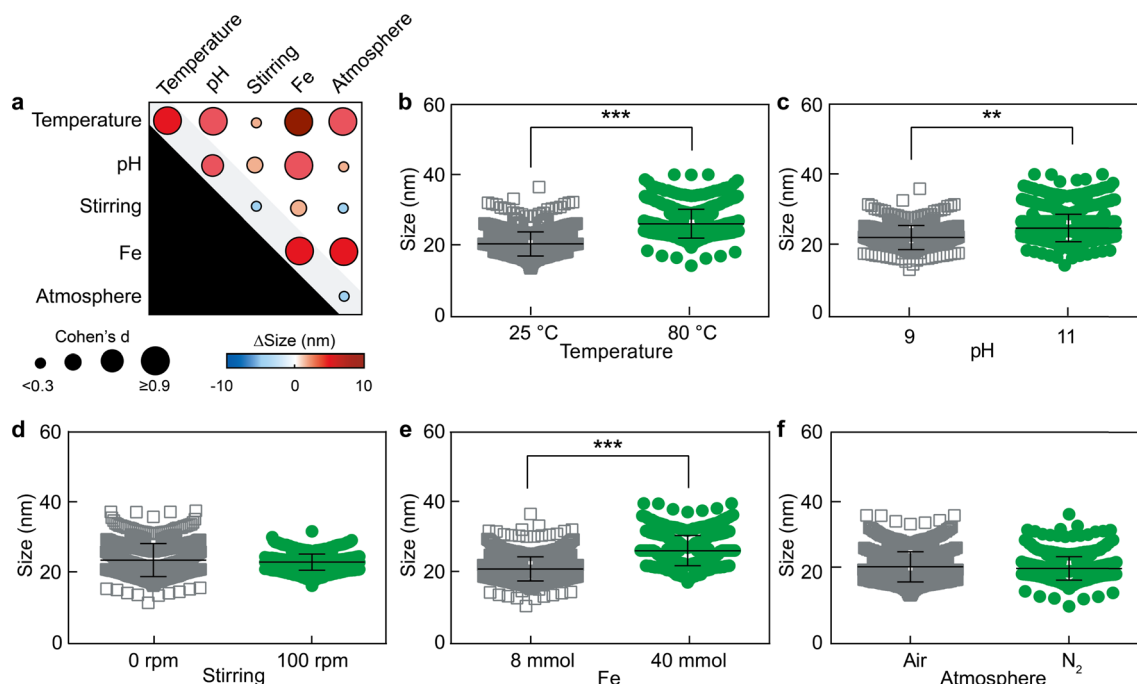 a
Temperature
pH
Stirring
Fe
Atmosphere
Temperature
pH
Stirring
Fe
Atmosphere
Cohen's d
<0.3
≥0.9
ΔSize (nm)
-10
0
10
b
Size (nm)
60
40
20
0
***
25 °C
80 °C
Temperature
c
Size (nm)
60
40
20
0
**
9
11
pH
d
Size (nm)
60
40
20
0
0 rpm
100 rpm
Stirring
e
Size (nm)
60
40
20
0
***
8 mmol
40 mmol
Fe
f
Size (nm)
60
40
20
0
Air
N₂
Atmosphere